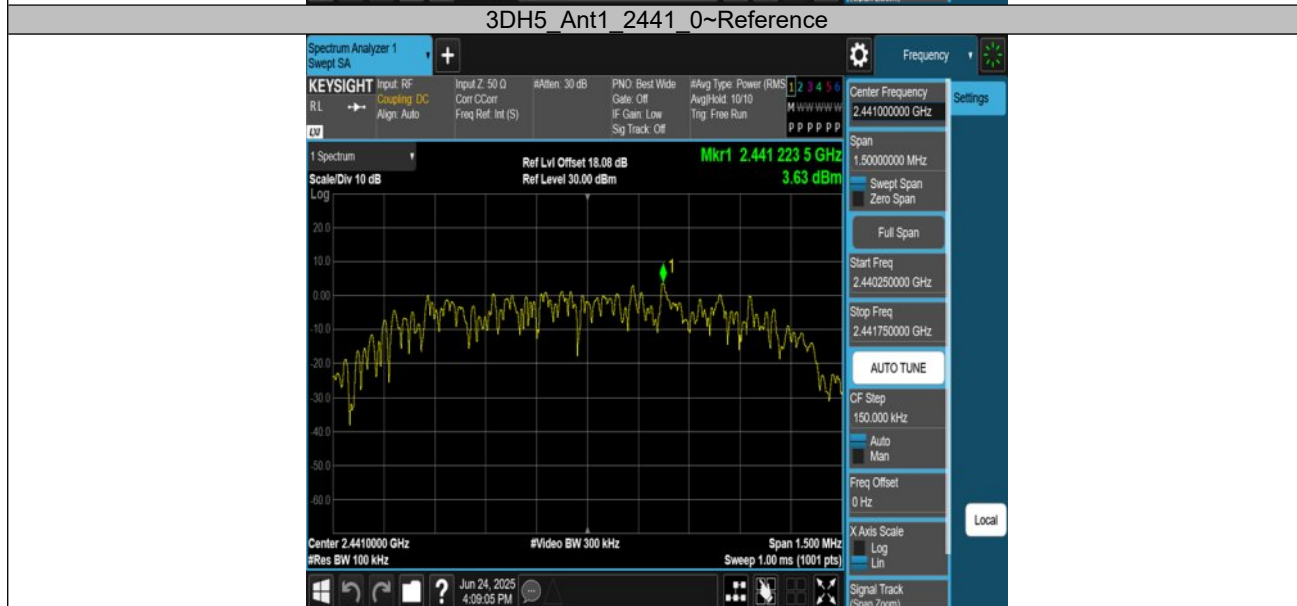 3DH5_Ant1_2441_0~Reference
Spectrum Analyzer 1
Swept SA
+
Frequency
KEYSIGHT
RL
LXI
Input: RF
Coupling: DC
Align: Auto
Input Z: 50 Ω
Corr CCorr
Freq Ref: Int (S)
#Atten: 30 dB
PNO: Best Wide
Gate: Off
IF Gain: Low
Sig Track: Off
#Avg Type: Power (RMS
Avg|Hold: 10/10
Trig: Free Run
1 2 3 4 5 6
M W W W W W
P P P P P P
1 Spectrum
Scale/Div 10 dB
Ref Lvl Offset 18.08 dB
Ref Level 30.00 dBm
Mkr1 2.441 223 5 GHz
3.63 dBm
Log
20.0
10.0
0.00
-10.0
-20.0
-30.0
-40.0
-50.0
-60.0
1
Center 2.4410000 GHz
#Res BW 100 kHz
#Video BW 300 kHz
Span 1.500 MHz
Sweep 1.00 ms (1001 pts)
Center Frequency
2.441000000 GHz
Settings
Span
1.50000000 MHz
Swept Span
Zero Span
Full Span
Start Freq
2.440250000 GHz
Stop Freq
2.441750000 GHz
AUTO TUNE
CF Step
150.000 kHz
Auto
Man
Freq Offset
0 Hz
X Axis Scale
Log
Lin
Local
Signal Track
(Span Zoom)
?
Jun 24, 2025
4:09:05 PM